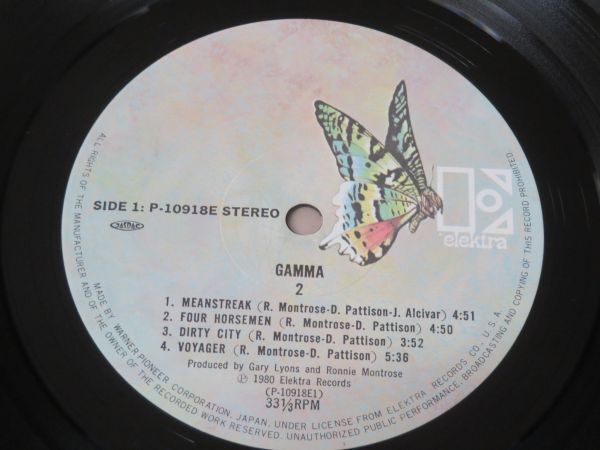 SIDE 1: P-10918E STEREO
JASRAC
elektra
GAMMA
2
1. MEANSTREAK (R. Montrose-D. Pattison-J. Alcivar) 4:51
2. FOUR HORSEMEN (R. Montrose-D. Pattison) 4:50
3. DIRTY CITY (R. Montrose-D. Pattison) 3:52
4. VOYAGER (R. Montrose-D. Pattison) 5:36
Produced by Gary Lyons and Ronnie Montrose
℗ 1980 Elektra Records
(P-10918E1)
33⅓RPM
MADE BY WARNER-PIONEER CORPORATION, JAPAN, UNDER LICENSE FROM ELEKTRA RECORDS CO., U.S.A.
ALL RIGHTS OF THE MANUFACTURER AND OF THE OWNER OF THE RECORDED WORK RESERVED. UNAUTHORIZED PUBLIC PERFORMANCE, BROADCASTING AND COPYING OF THIS RECORD PROHIBITED.